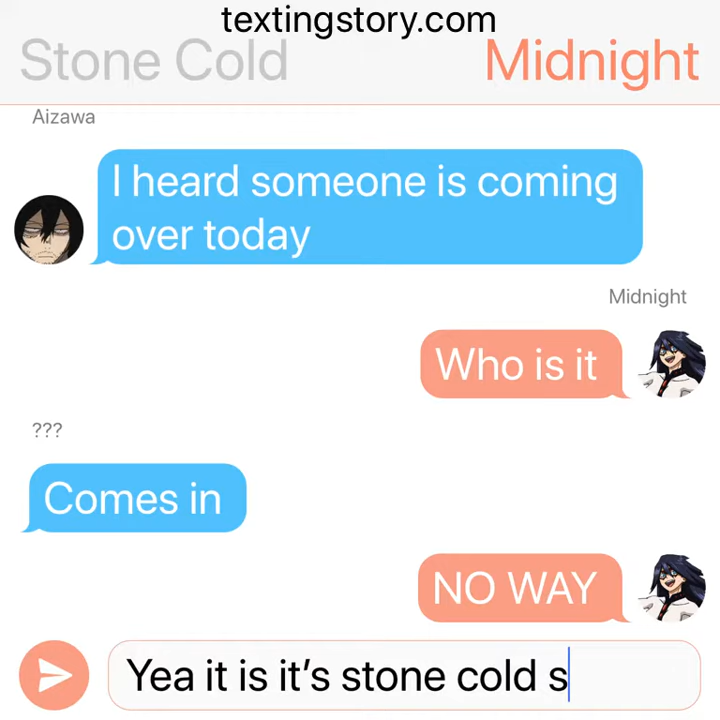 textingstory.com
Stone Cold
Midnight
Aizawa
I heard someone is coming
over today
Midnight
Who is it
???
Comes in
NO WAY
Yea it is it’s stone cold s